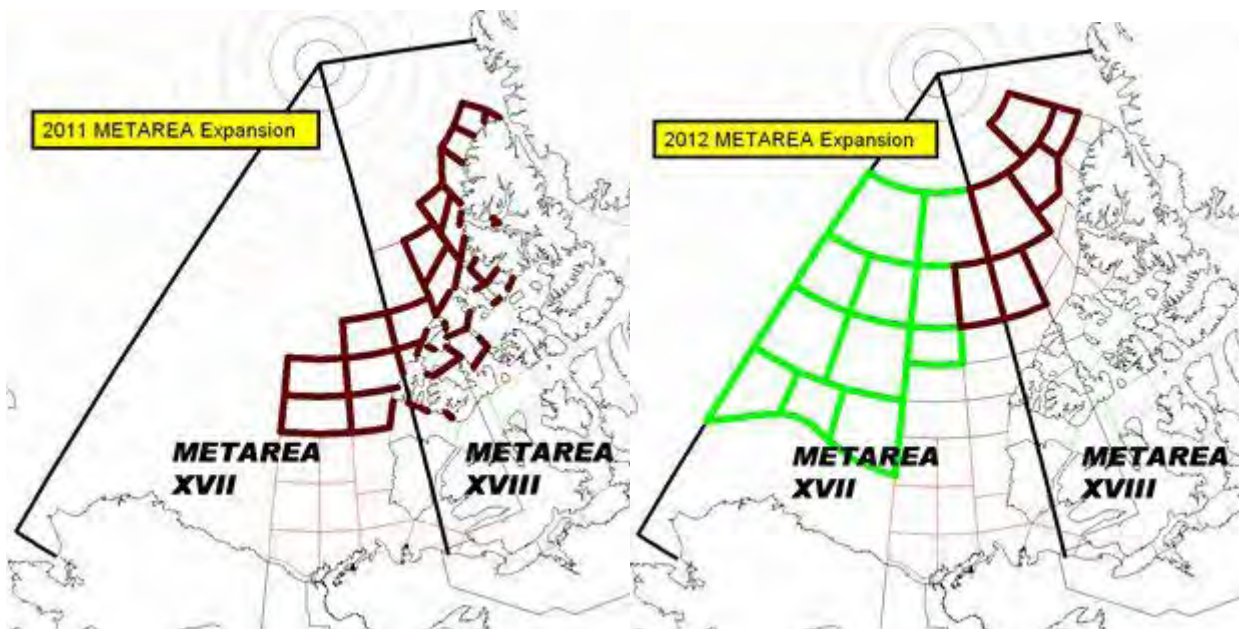 2011 METAREA Expansion
METAREA
XVII
METAREA
XVIII
2012 METAREA Expansion
METAREA
XVII
METAREA
XVIII